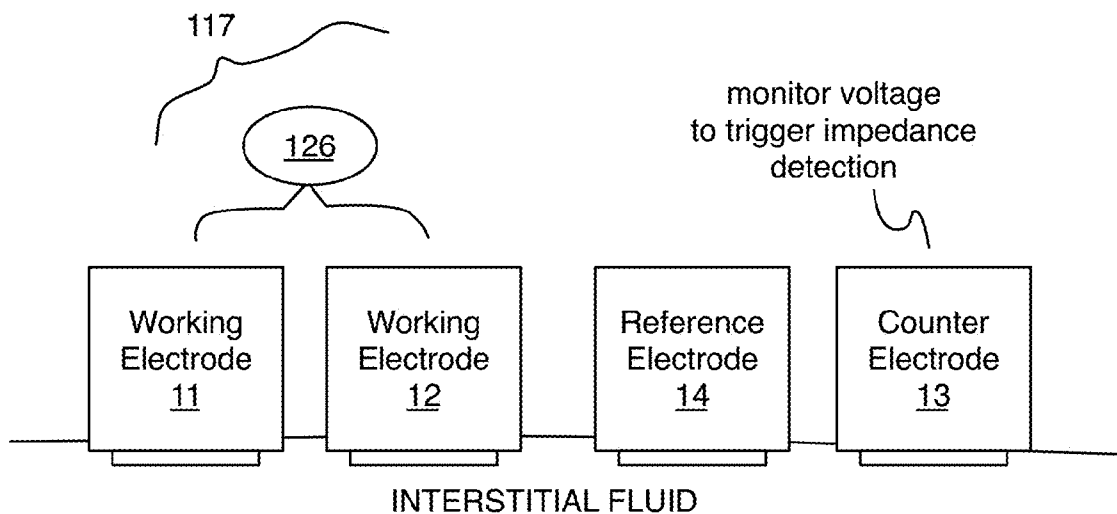 117
126
monitor voltage
to trigger impedance
detection
Working
Electrode
11
Working
Electrode
12
Reference
Electrode
14
Counter
Electrode
13
INTERSTITIAL FLUID